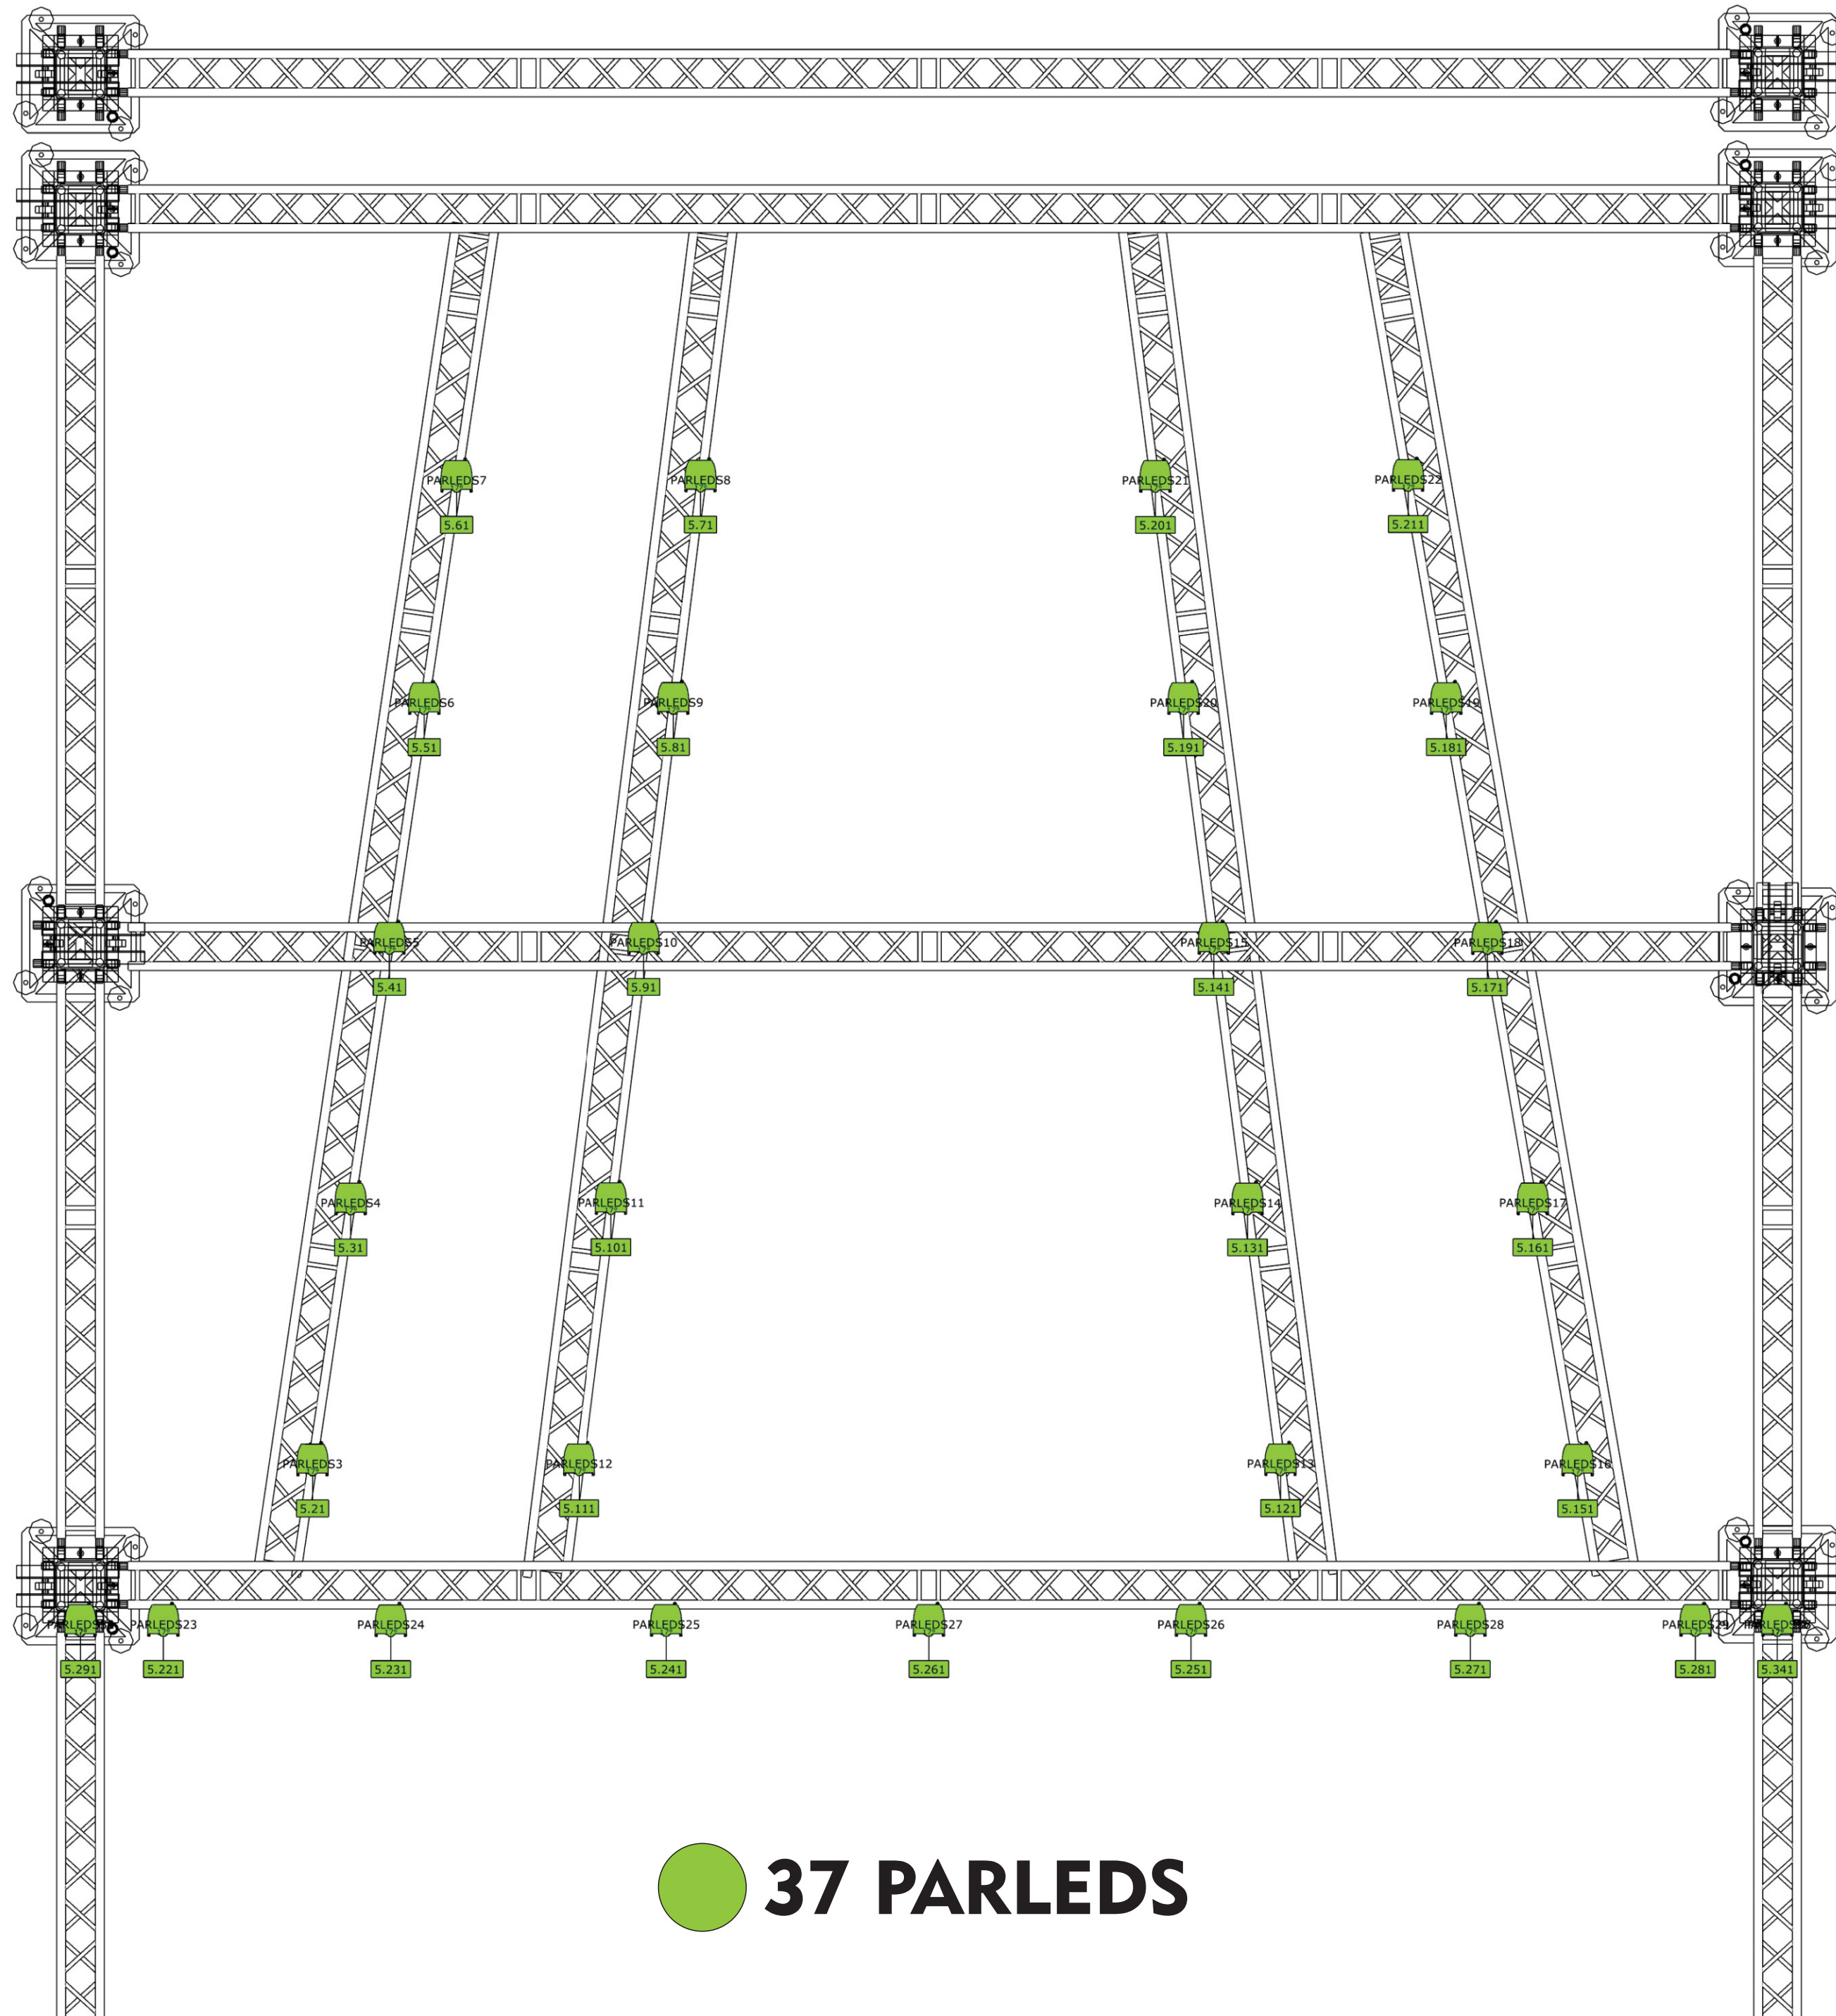 PARLEDS7 PARLEDS8 PARLEDS21 PARLEDS22
5.61 5.71 5.201 5.211
PARLEDS6 PARLEDS9 PARLEDS20 PARLEDS19
5.51 5.81 5.191 5.181
PARLEDS5 PARLEDS10 PARLEDS15 PARLEDS18
5.41 5.91 5.141 5.171
PARLEDS4 PARLEDS11 PARLEDS14 PARLEDS17
5.31 5.101 5.131 5.161
PARLEDS3 PARLEDS12 PARLEDS13 PARLEDS16
5.21 5.111 5.121 5.151
PARLEDS23 PARLEDS24 PARLEDS25 PARLEDS27 PARLEDS26 PARLEDS28 PARLEDS29
5.291 5.221 5.231 5.241 5.261 5.251 5.271 5.281 5.341
37 PARLEDS